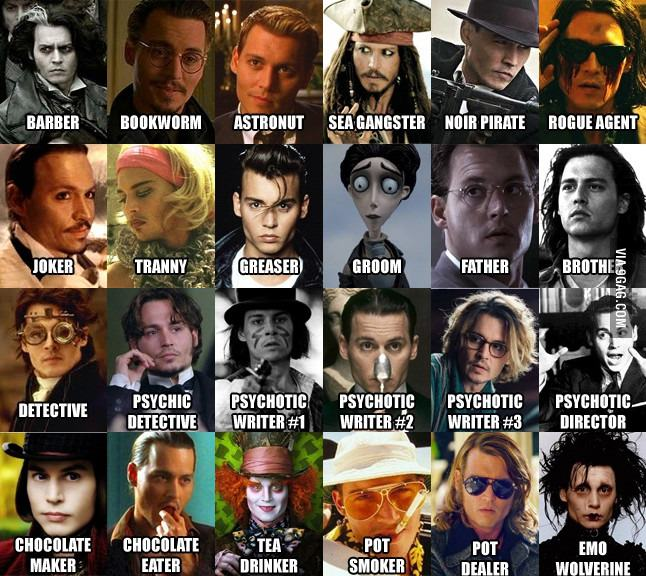 BARBER
BOOKWORM
ASTRONUT
SEA GANGSTER
NOIR PIRATE
ROGUE AGENT
JOKER
TRANNY
GREASER
GROOM
FATHER
BROTHE
VIA 9GAG.COM
DETECTIVE
PSYCHIC
DETECTIVE
PSYCHOTIC
WRITER #1
PSYCHOTIC
WRITER #2
PSYCHOTIC
WRITER #3
PSYCHOTIC
DIRECTOR
CHOCOLATE
MAKER
CHOCOLATE
EATER
TEA
DRINKER
POT
SMOKER
POT
DEALER
EMO
WOLVERINE